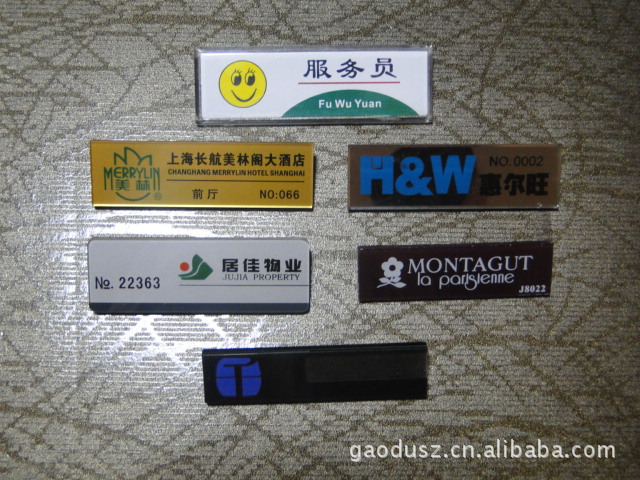 服务员
Fu Wu Yuan
MERRYLIN
美林
®
上海长航美林阁大酒店
CHANGHANG MERRYLIN HOTEL SHANGHAI
前厅 NO:066
H&W
NO.0002
惠尔旺
No. 22363
居佳物业
JUJIA PROPERTY
MONTAGUT
la parisienne
J8022
T
gaodusz.cn.alibaba.com